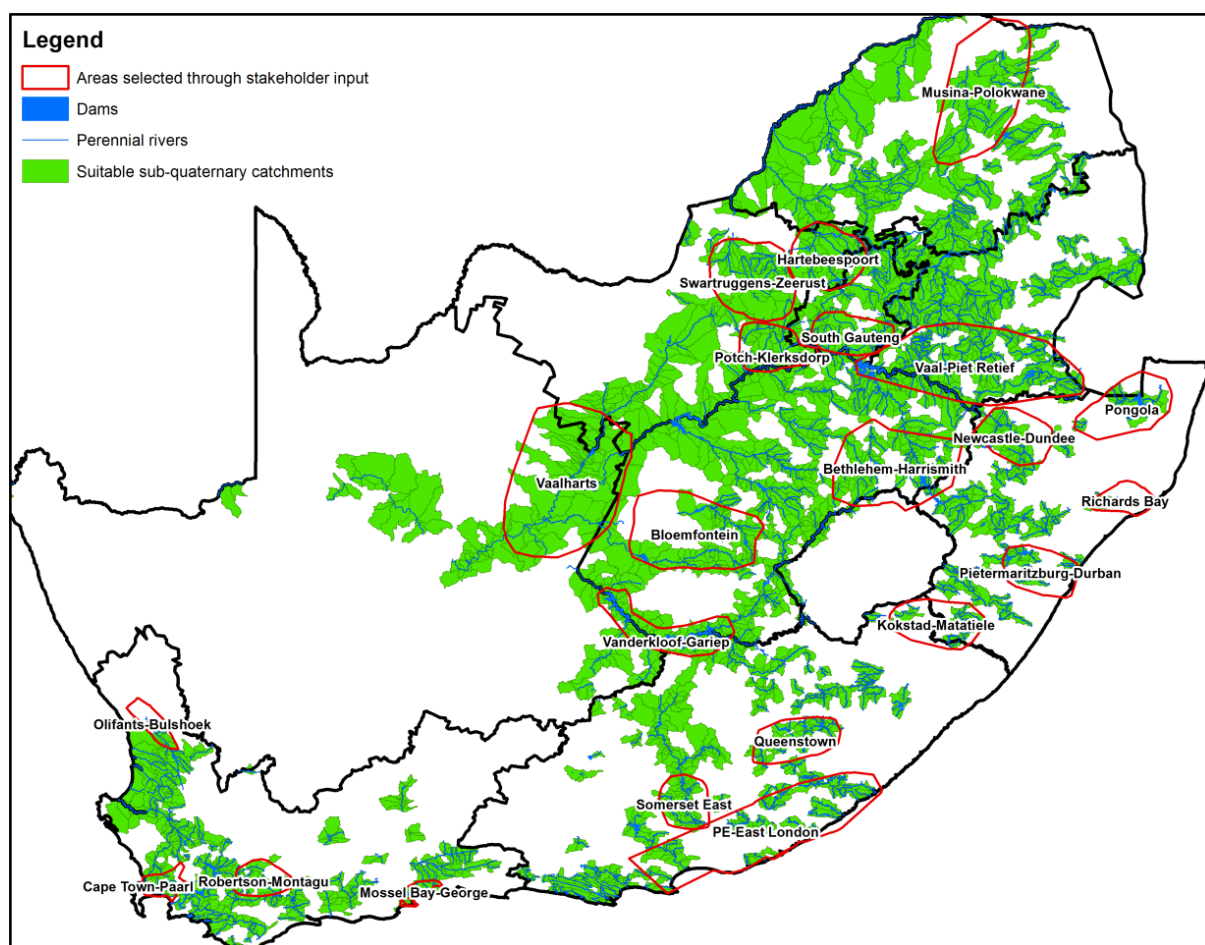 Legend
Areas selected through stakeholder input
Dams
Perennial rivers
Suitable sub-quaternary catchments
Musina-Polokwane
Hartebeespoort
Swartruggens-Zeerust
South Gauteng
Potch-Klerksdorp
Vaal-Piet Retief
Pongola
Newcastle-Dundee
Bethlehem-Harrismith
Vaalharts
Richards Bay
Bloemfontein
Pietermaritzburg-Durban
Kokstad-Matatiele
Vanderkloof-Gariep
Olifants-Bulshoek
Queenstown
Somerset East
PE-East London
Cape Town-Paarl
Robertson-Montagu
Mossel Bay-George